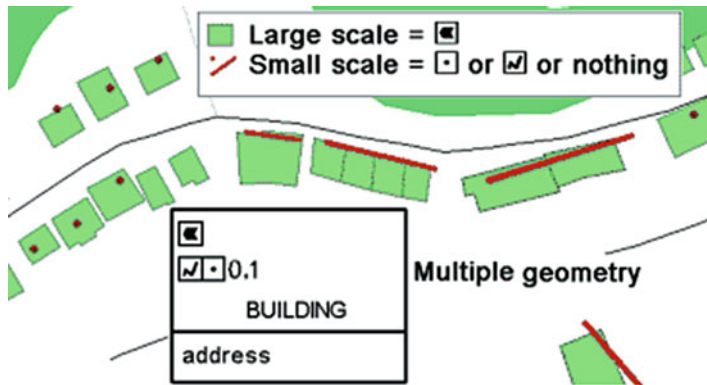 Large scale =
Small scale = or or nothing
0.1
BUILDING
Multiple geometry
address